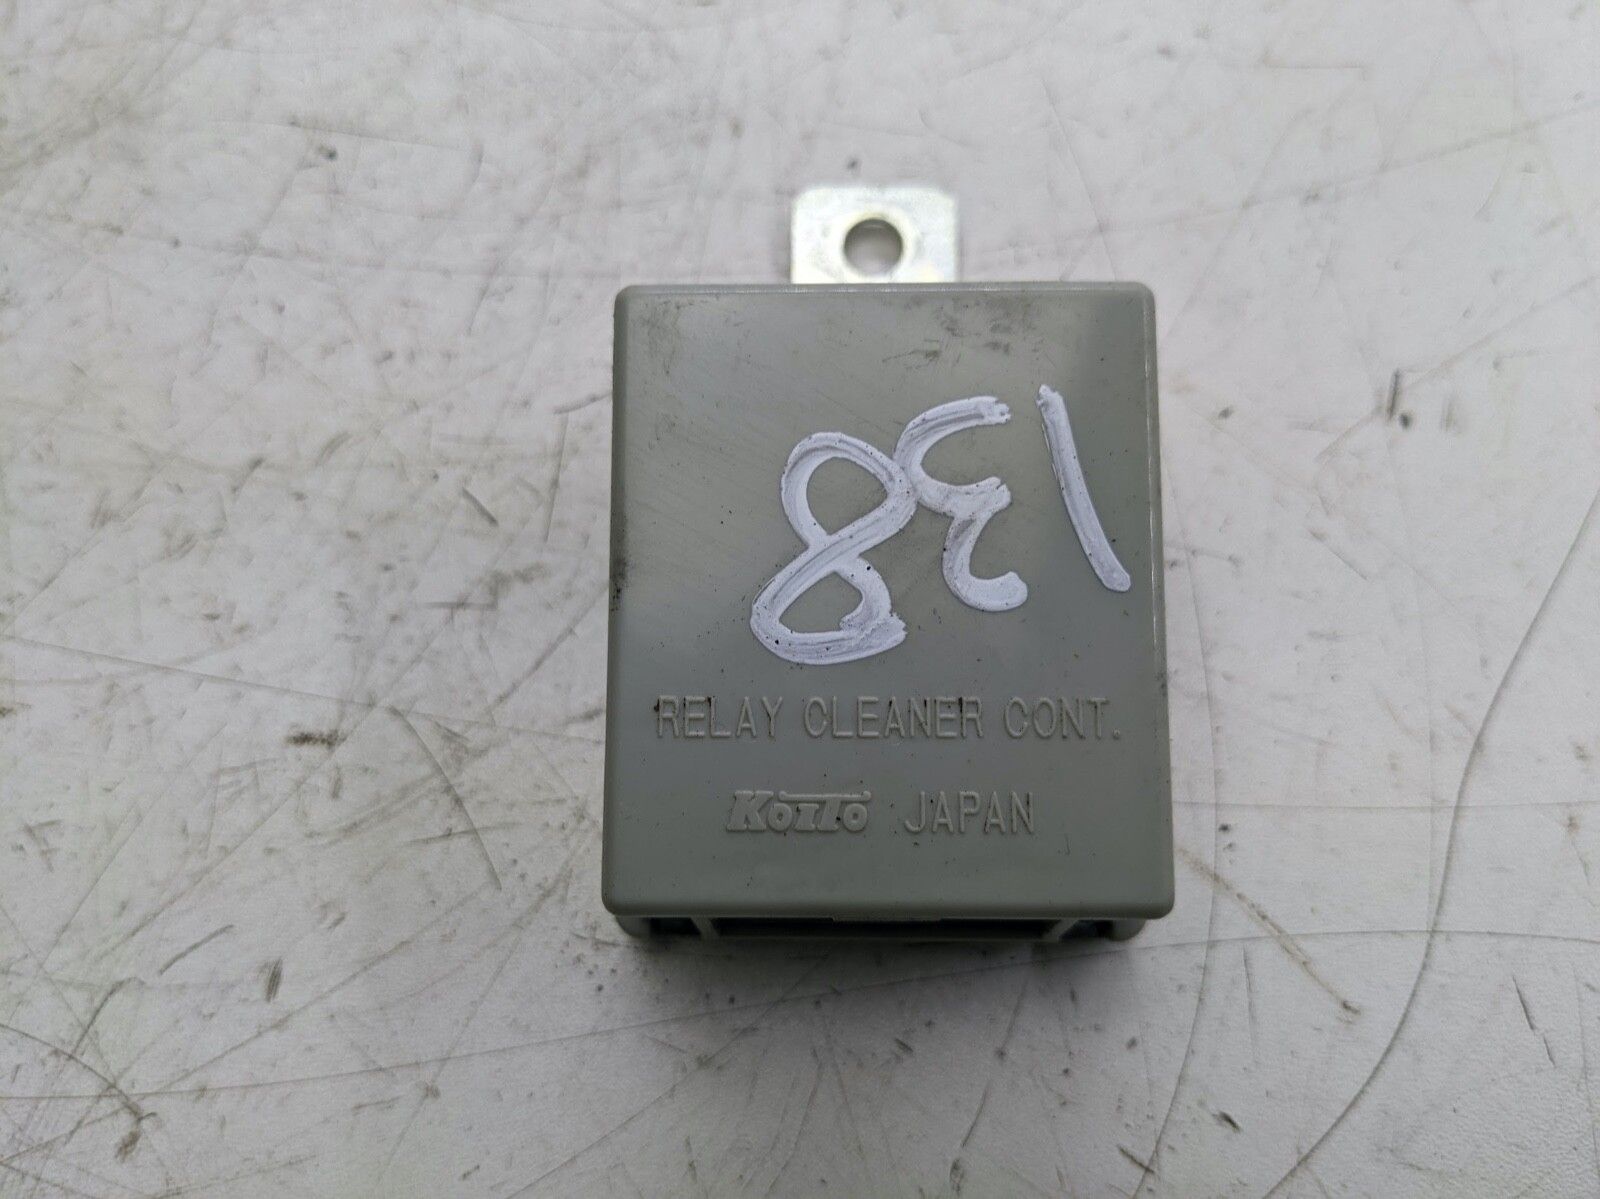 138
RELAY CLEANER CONT.
KOITO JAPAN